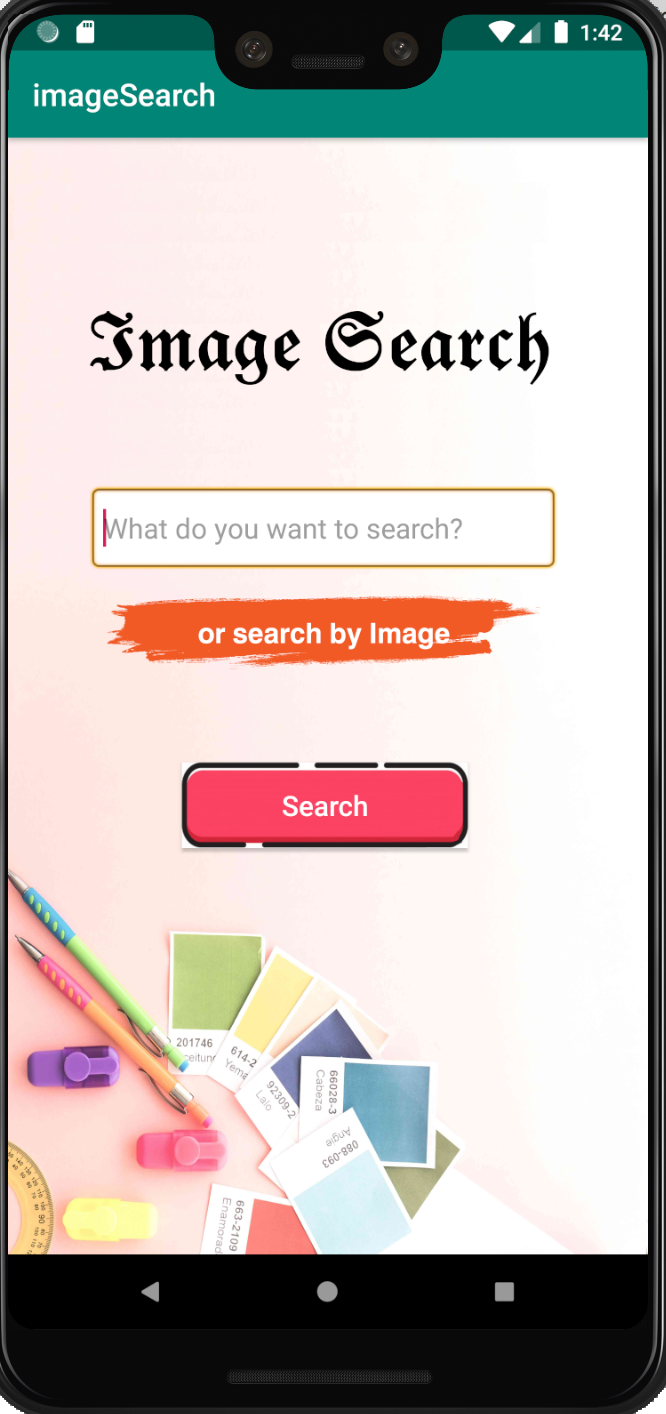 1:42
imageSearch
Image Search
What do you want to search?
or search by Image
Search
201746
614-2
Yema
92309-2
Lalo
66028-3
Cabeza
Angie
088-093
663-2109
Enamorad